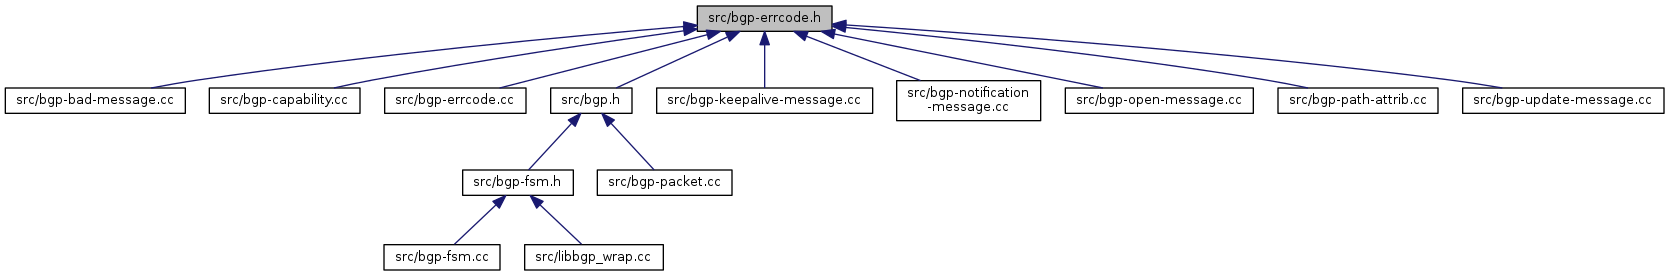 src/bgp-errcode.h
src/bgp-bad-message.cc
src/bgp-capability.cc
src/bgp-errcode.cc
src/bgp.h
src/bgp-keepalive-message.cc
src/bgp-notification
-message.cc
src/bgp-open-message.cc
src/bgp-path-attrib.cc
src/bgp-update-message.cc
src/bgp-fsm.h
src/bgp-packet.cc
src/bgp-fsm.cc
src/libbgp_wrap.cc